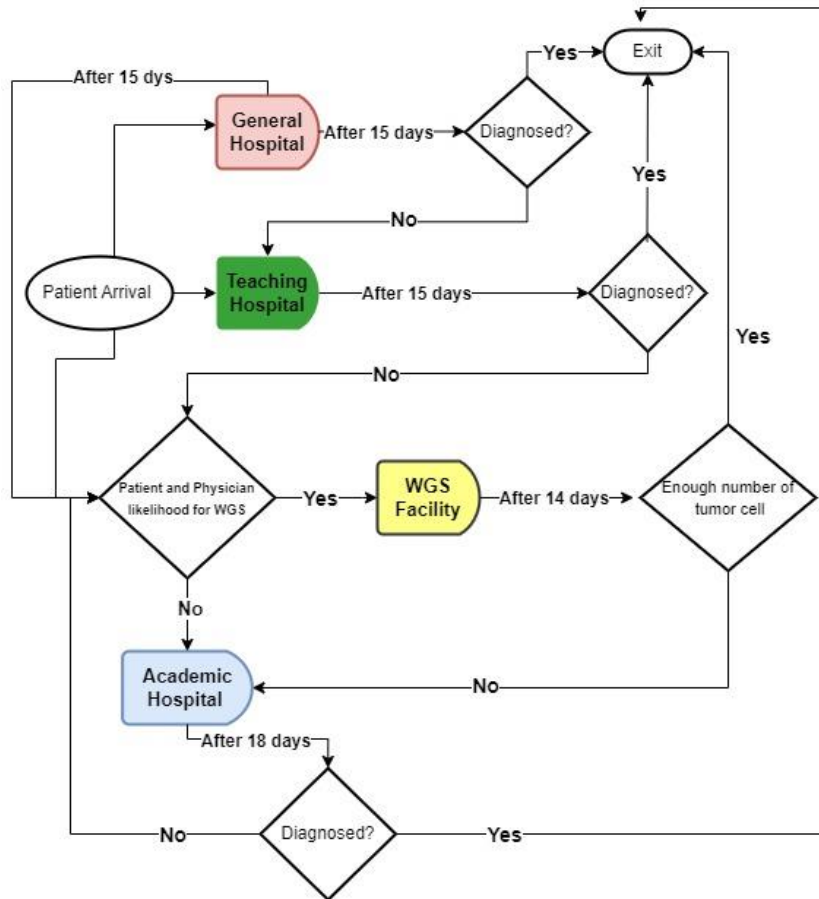 Exit
Yes
After 15 dys
General
Hospital
After 15 days
Diagnosed?
Yes
No
Patient Arrival
Teaching
Hospital
After 15 days
Diagnosed?
Yes
No
Patient and Physician
likelihood for WGS
Yes
WGS
Facility
After 14 days
Enough number of
tumor cell
No
Academic
Hospital
No
After 18 days
No
Diagnosed?
Yes